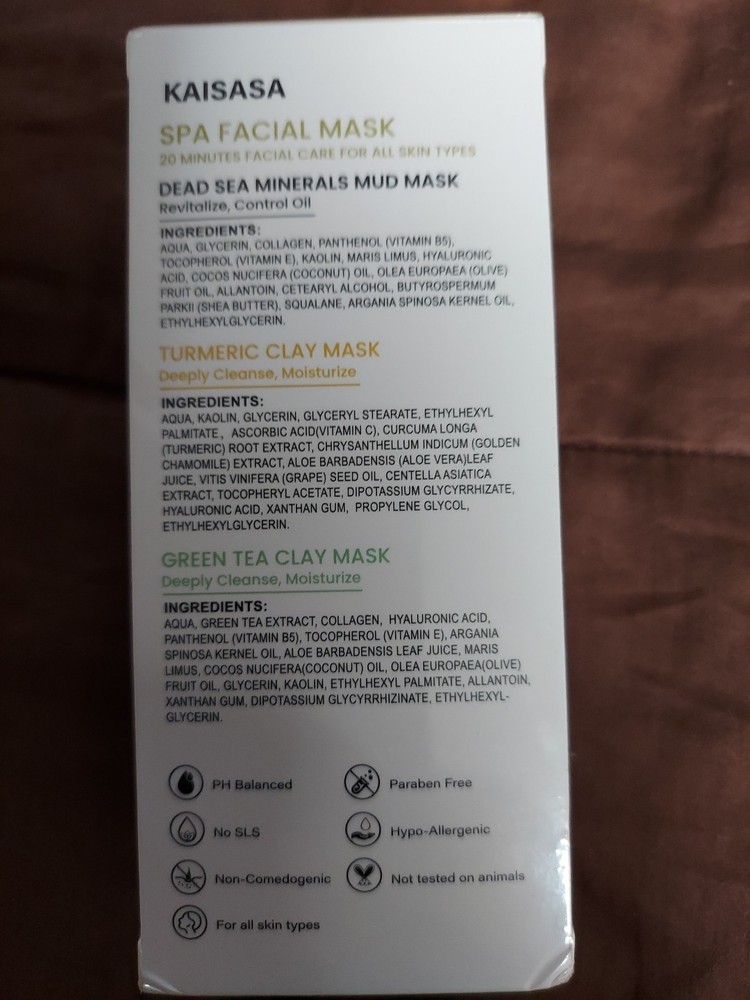 KAISASA
SPA FACIAL MASK
20 MINUTES FACIAL CARE FOR ALL SKIN TYPES
DEAD SEA MINERALS MUD MASK
Revitalize, Control Oil
INGREDIENTS:
AQUA, GLYCERIN, COLLAGEN, PANTHENOL (VITAMIN B5),
TOCOPHEROL (VITAMIN E), KAOLIN, MARIS LIMUS, HYALURONIC
ACID, COCOS NUCIFERA (COCONUT) OIL, OLEA EUROPAEA (OLIVE)
FRUIT OIL, ALLANTOIN, CETEARYL ALCOHOL, BUTYROSPERMUM
PARKII (SHEA BUTTER), SQUALANE, ARGANIA SPINOSA KERNEL OIL,
ETHYLHEXYLGLYCERIN.
TURMERIC CLAY MASK
Deeply Cleanse, Moisturize
INGREDIENTS:
AQUA, KAOLIN, GLYCERIN, GLYCERYL STEARATE, ETHYLHEXYL
PALMITATE, ASCORBIC ACID(VITAMIN C), CURCUMA LONGA
(TURMERIC) ROOT EXTRACT, CHRYSANTHELLUM INDICUM (GOLDEN
CHAMOMILE) EXTRACT, ALOE BARBADENSIS (ALOE VERA)LEAF
JUICE, VITIS VINIFERA (GRAPE) SEED OIL, CENTELLA ASIATICA
EXTRACT, TOCOPHERYL ACETATE, DIPOTASSIUM GLYCYRRHIZATE,
HYALURONIC ACID, XANTHAN GUM, PROPYLENE GLYCOL,
ETHYLHEXYLGLYCERIN.
GREEN TEA CLAY MASK
Deeply Cleanse, Moisturize
INGREDIENTS:
AQUA, GREEN TEA EXTRACT, COLLAGEN, HYALURONIC ACID,
PANTHENOL (VITAMIN B5), TOCOPHEROL (VITAMIN E), ARGANIA
SPINOSA KERNEL OIL, ALOE BARBADENSIS LEAF JUICE, MARIS
LIMUS, COCOS NUCIFERA(COCONUT) OIL, OLEA EUROPAEA(OLIVE)
FRUIT OIL, GLYCERIN, KAOLIN, ETHYLHEXYL PALMITATE, ALLANTOIN,
XANTHAN GUM, DIPOTASSIUM GLYCYRRHIZINATE, ETHYLHEXYL-
GLYCERIN.
PH Balanced
Paraben Free
No SLS
Hypo-Allergenic
Non-Comedogenic
Not tested on animals
For all skin types